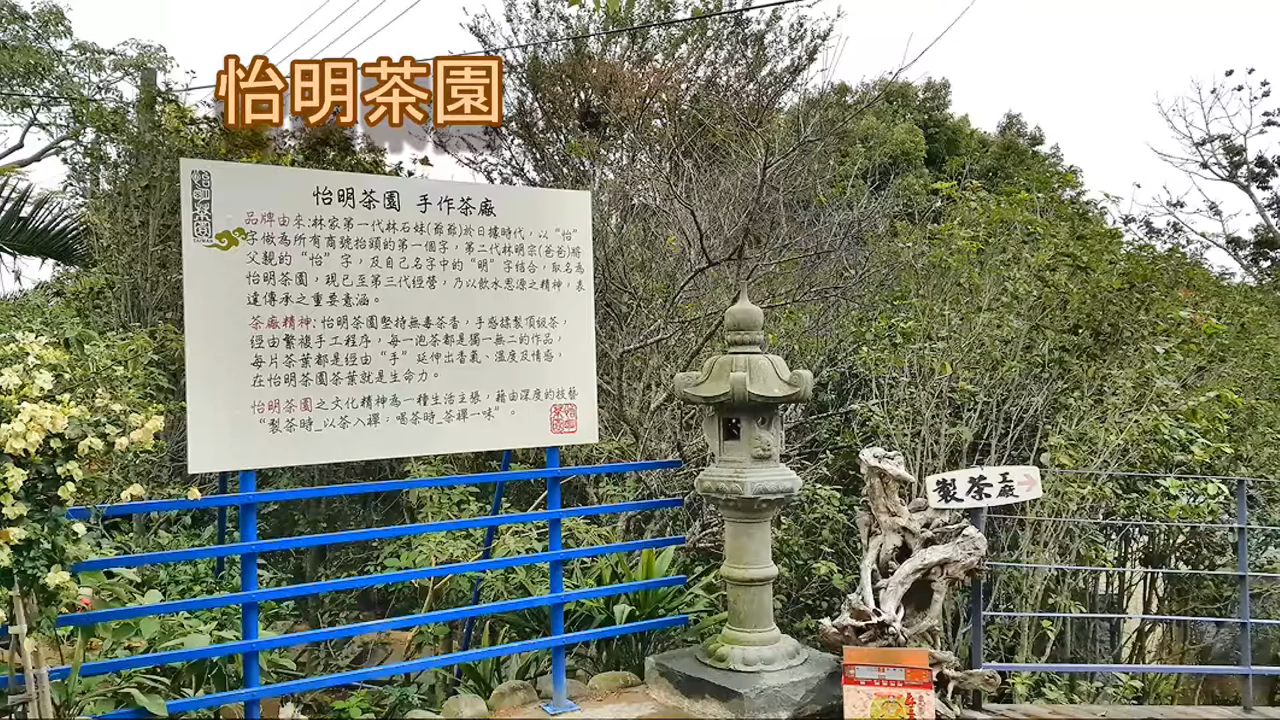 怡明茶園
怡明茶園
TAIWAN
怡明茶園 手作茶廠
品牌由來:林家第一代林石妹(爺爺)於日據時代，以“怡”
字做為所有商號抬頭的第一個字，第二代林明宗(爸爸)將
父親的“怡”字，及自己名字中的“明”字結合，取名為
怡明茶園，現已至第三代經營，乃以飲水思源之精神，表
達傳承之重要意涵。
茶廠精神:怡明茶園堅持無毒茶香，手感揉製頂級茶，
經由繁複手工程序，每一泡茶都是獨一無二的作品，
每片茶葉都是經由“手”延伸出香氣、溫度及情感，
在怡明茶園茶葉就是生命力。
怡明茶園之文化精神為一種生活主張，藉由深度的技藝
“製茶時_以茶入禪；喝茶時_茶禪一味”。
製茶工廠